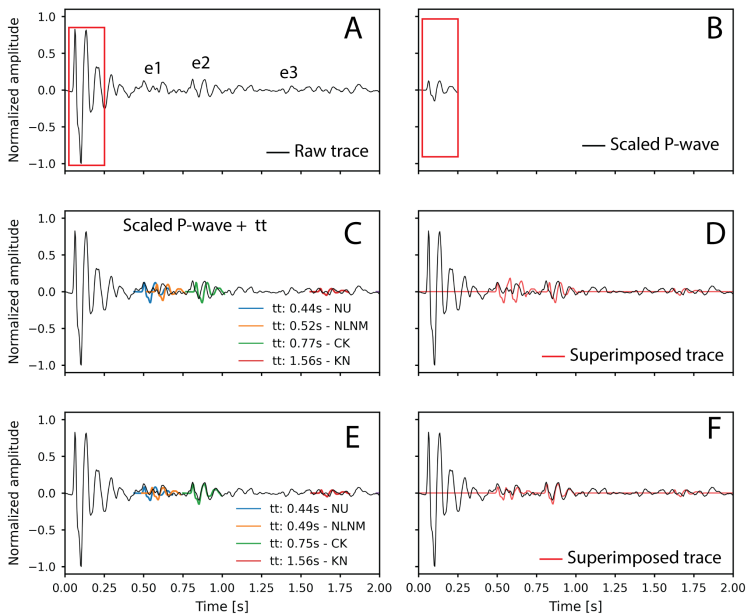 Normalized amplitude
1.0
0.5
0.0
−0.5
−1.0
A
e1
e2
e3
Raw trace
B
Scaled P-wave
Normalized amplitude
1.0
0.5
0.0
−0.5
−1.0
Scaled P-wave + tt
C
tt: 0.44s - NU
tt: 0.52s - NLNM
tt: 0.77s - CK
tt: 1.56s - KN
D
Superimposed trace
Normalized amplitude
1.0
0.5
0.0
−0.5
−1.0
E
tt: 0.44s - NU
tt: 0.49s - NLNM
tt: 0.75s - CK
tt: 1.56s - KN
0.00 0.25 0.50 0.75 1.00 1.25 1.50 1.75 2.00
Time [s]
F
Superimposed trace
0.00 0.25 0.50 0.75 1.00 1.25 1.50 1.75 2.00
Time [s]